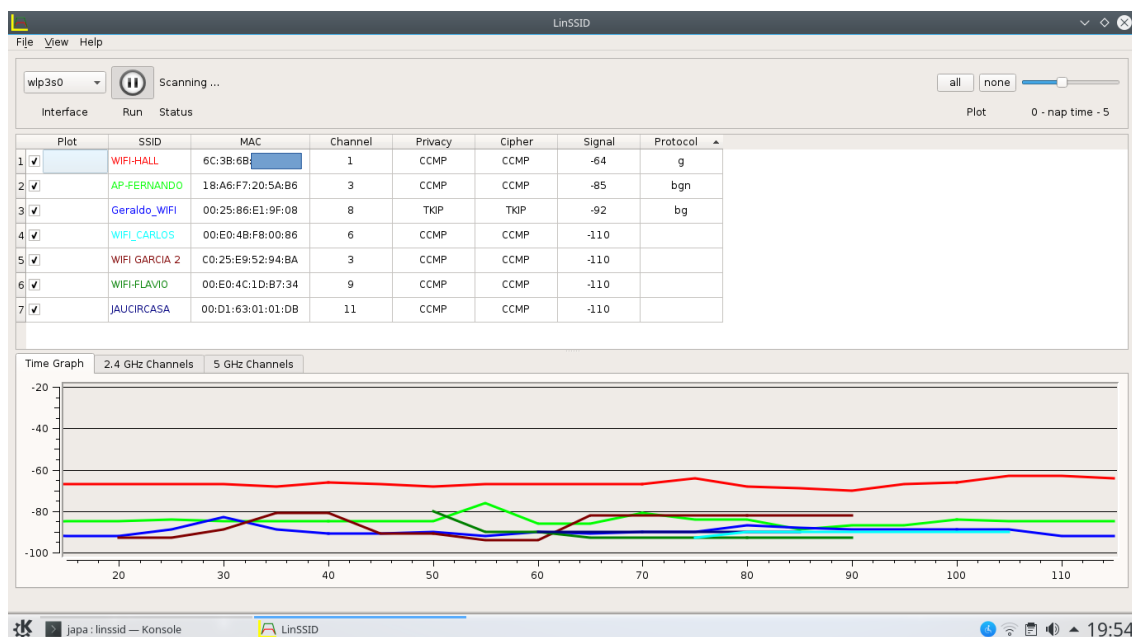 LinSSID
File View Help
wlp3s0 Scanning ... all none
Interface Run Status Plot 0 - nap time - 5
Plot SSID MAC Channel Privacy Cipher Signal Protocol
1 WIFI-HALL 6C:3B:6B: 1 CCMP CCMP -64 g
2 AP-FERNANDO 18:A6:F7:20:5A:B6 3 CCMP CCMP -85 bgn
3 Geraldo_WIFI 00:25:86:E1:9F:08 8 TKIP TKIP -92 bg
4 WIFI_CARLOS 00:E0:4B:F8:00:86 6 CCMP CCMP -110
5 WIFI GARCIA 2 C0:25:E9:52:94:BA 3 CCMP CCMP -110
6 WIFI-FLAVIO 00:E0:4C:1D:B7:34 9 CCMP CCMP -110
7 JAUCIRCASA 00:D1:63:01:01:DB 11 CCMP CCMP -110
Time Graph 2.4 GHz Channels 5 GHz Channels
-20
-40
-60
-80
-100
20 30 40 50 60 70 80 90 100 110
japa : linssid — Konsole LinSSID 19:54